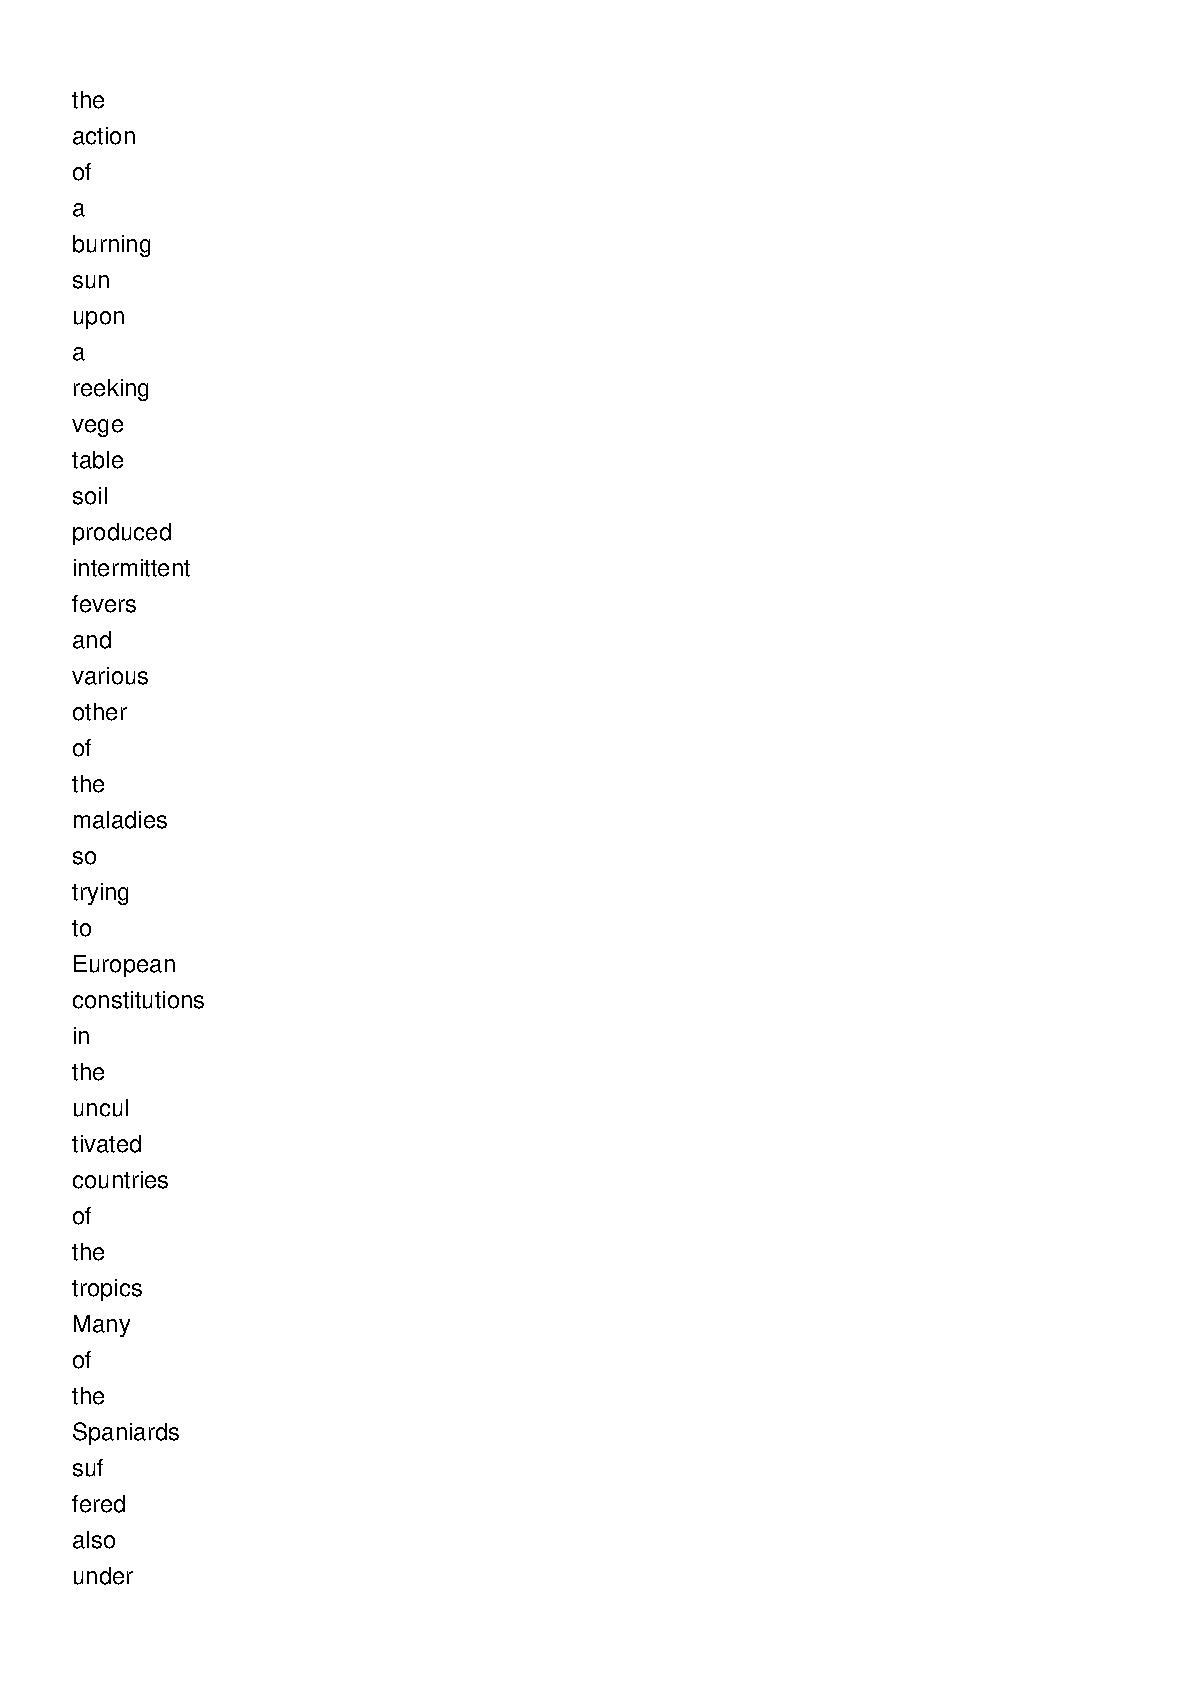 the
action
of
a
burning
sun
upon
a
reeking
vege
table
soil
produced
intermittent
fevers
and
various
other
of
the
maladies
so
trying
to
European
constitutions
in
the
uncul
tivated
countries
of
the
tropics
Many
of
the
Spaniards
suf
fered
also
under